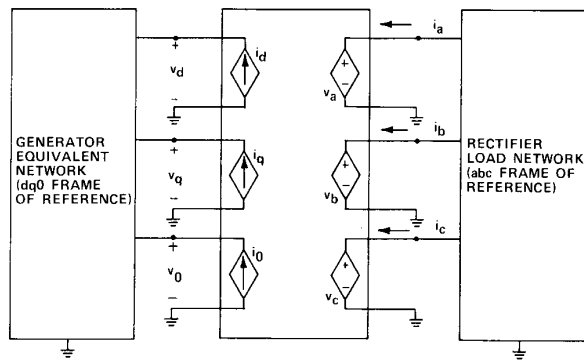 GENERATOR
EQUIVALENT
NETWORK
(dq0 FRAME
OF REFERENCE)
+
v_d
−
i_d
+
v_q
−
i_q
+
v_0
−
i_0
+
−
v_a
i_a
+
−
v_b
i_b
+
−
v_c
i_c
RECTIFIER
LOAD NETWORK
(abc FRAME OF
REFERENCE)